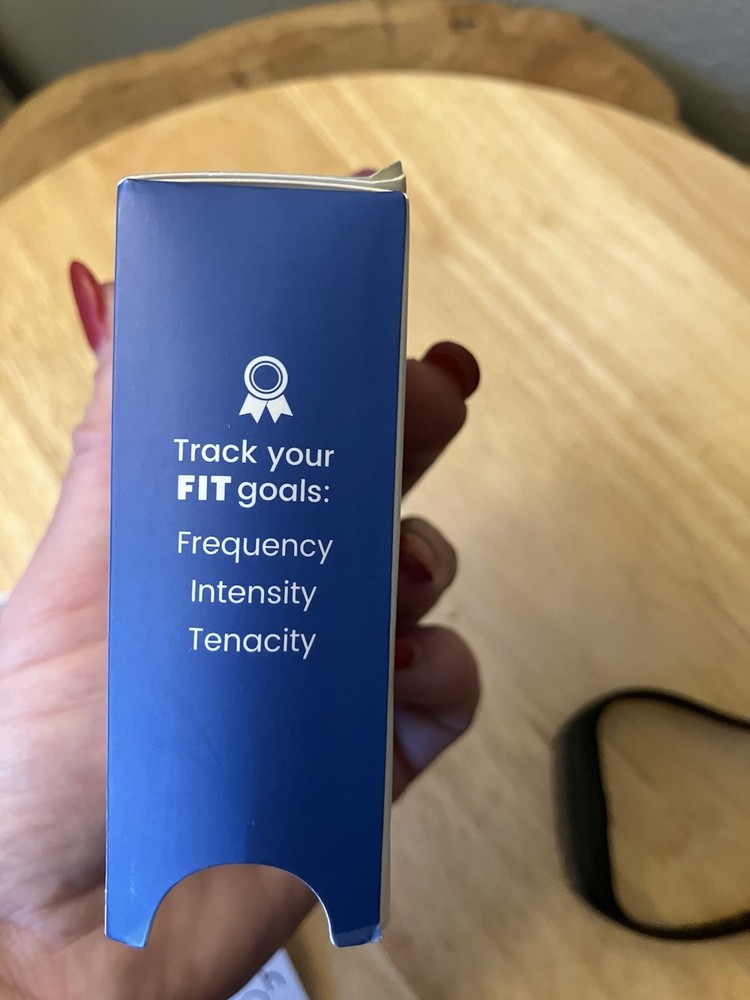 Track your
FIT goals:
Frequency
Intensity
Tenacity